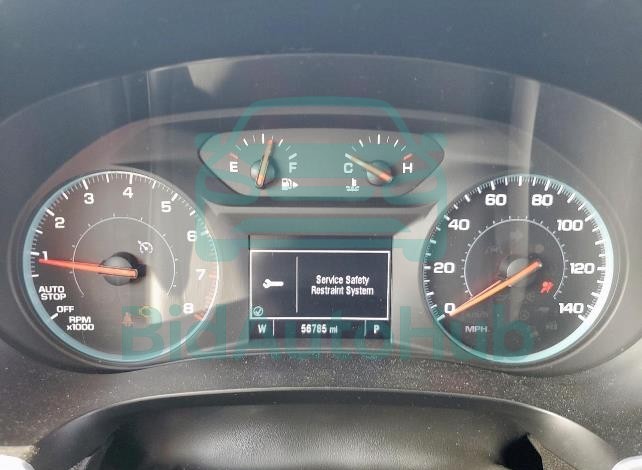 E F C H
1 2 3 4 5 6 7 8
AUTO
STOP
OFF
RPM
x1000
Service Safety
Restraint System
W 56785 mi P
0 20 40 60 80 100 120 140
MPH
BidAutoHub